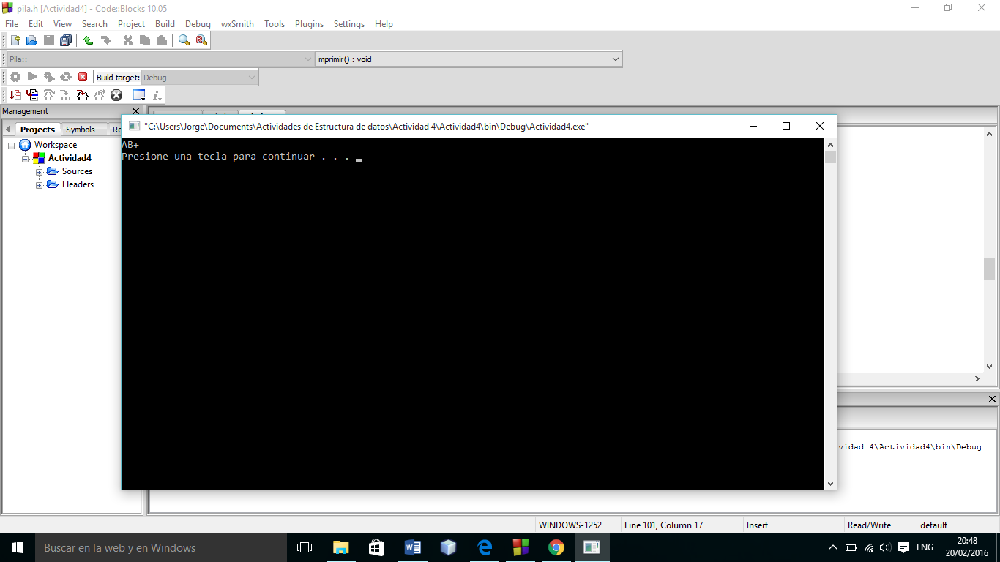 pila.h [Actividad4] - Code::Blocks 10.05
File Edit View Search Project Build Debug wxSmith Tools Plugins Settings Help
Pila:: imprimir() : void
Build target: Debug
Management
Projects Symbols Re
Workspace
Actividad4
Sources
Headers
"C:\Users\Jorge\Documents\Actividades de Estructura de datos\Actividad 4\Actividad4\bin\Debug\Actividad4.exe"
AB+
Presione una tecla para continuar . . .
vidad 4\Actividad4\bin\Debug
WINDOWS-1252 Line 101, Column 17 Insert Read/Write default
Buscar en la web y en Windows
ENG
20:48
20/02/2016